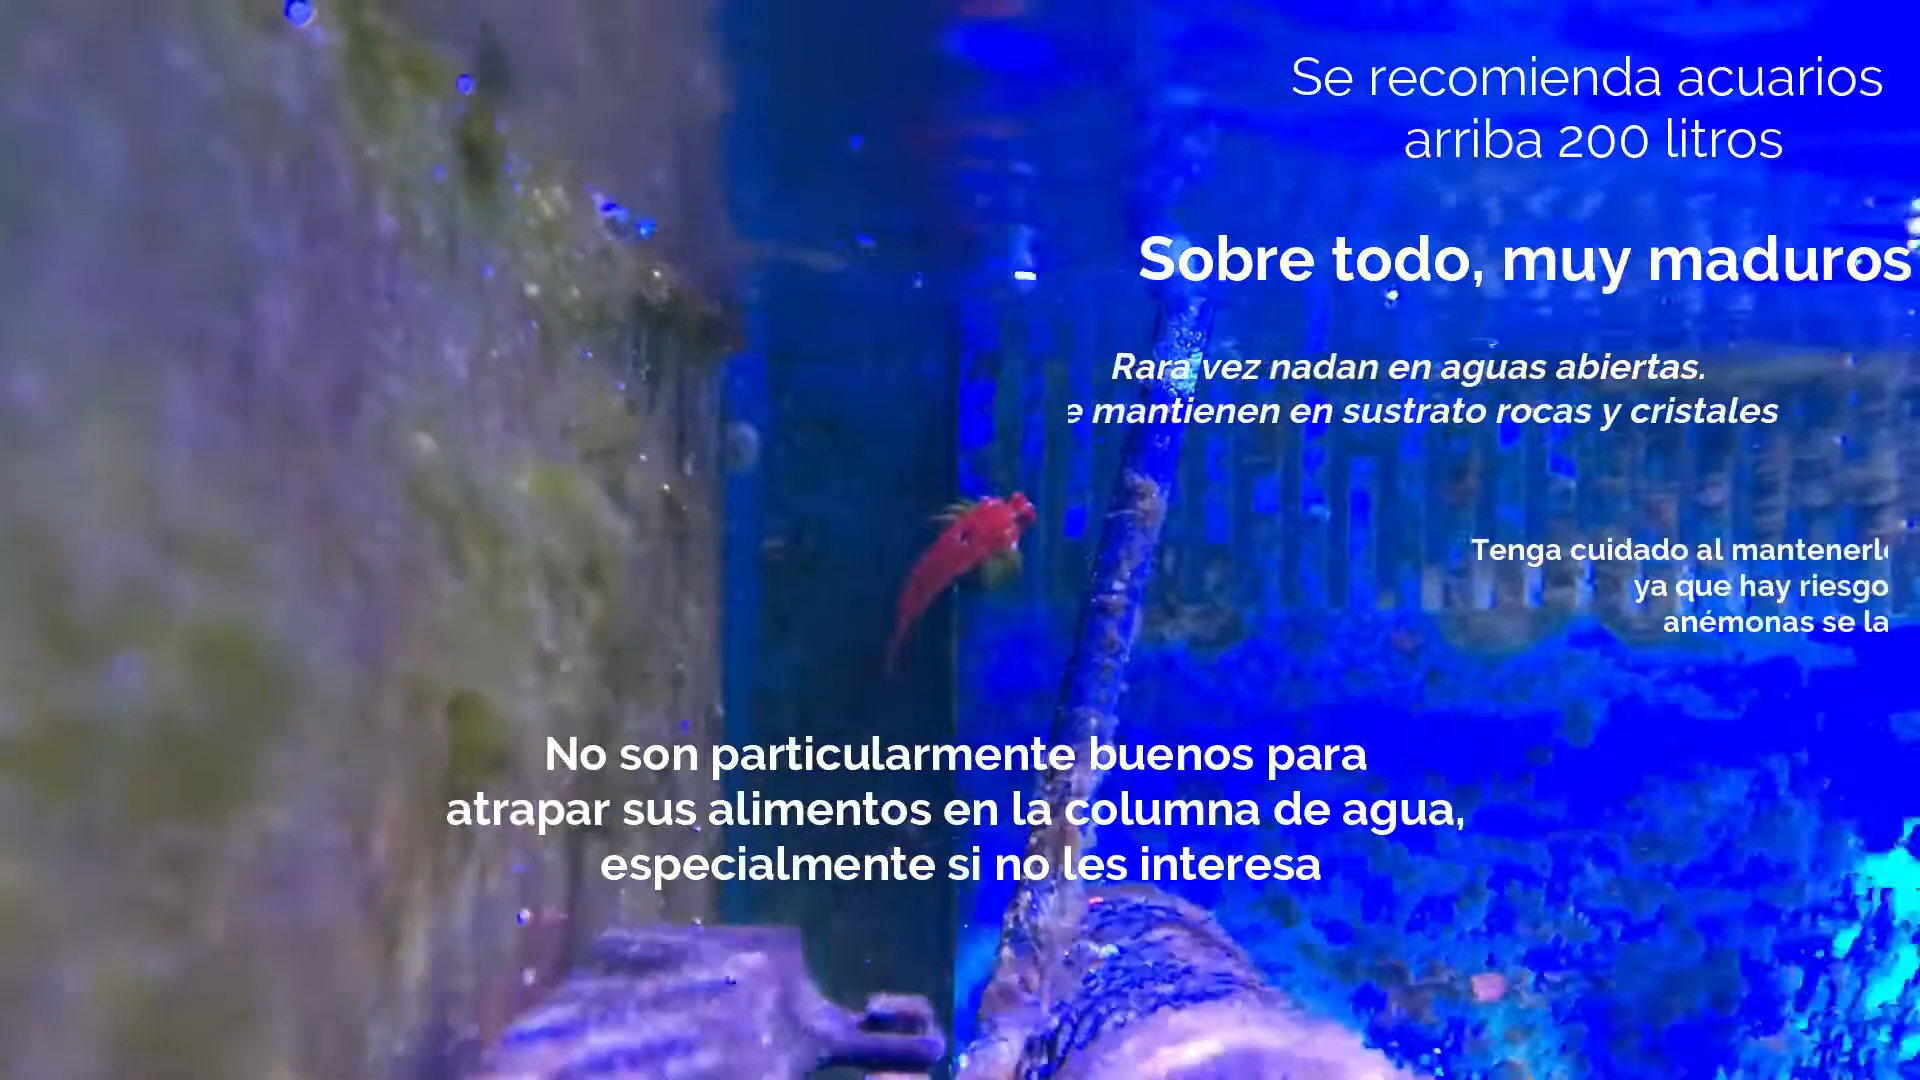 Se recomienda acuarios
arriba 200 litros
Sobre todo, muy maduros
Rara vez nadan en aguas abiertas.
e mantienen en sustrato rocas y cristales
Tenga cuidado al mantenerl
ya que hay riesgo
anémonas se la
No son particularmente buenos para
atrapar sus alimentos en la columna de agua,
especialmente si no les interesa